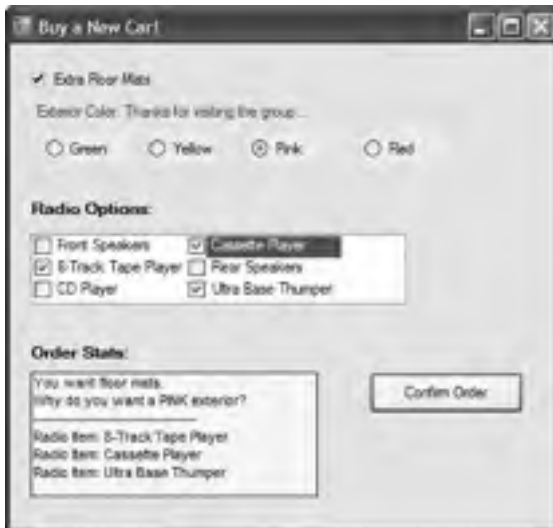 Buy a New Car!
Extra Floor Mats
Exterior Color: Thanks for visiting the group...
Green Yellow Pink Red
Radio Options:
Front Speakers Cassette Player
8-Track Tape Player Rear Speakers
CD Player Ultra Base Thumper
Order Stats:
You want floor mats.
Why do you want a PINK exterior?
--------------------------------
Radio Item: 8-Track Tape Player
Radio Item: Cassette Player
Radio Item: Ultra Base Thumper
Confirm Order